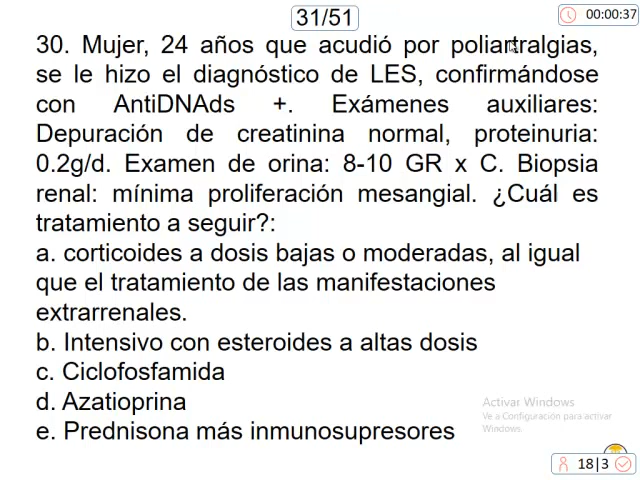 31/51
00:00:37
30. Mujer, 24 años que acudió por poliartralgias,
se le hizo el diagnóstico de LES, confirmándose
con AntiDNAds +. Exámenes auxiliares:
Depuración de creatinina normal, proteinuria:
0.2g/d. Examen de orina: 8-10 GR x C. Biopsia
renal: mínima proliferación mesangial. ¿Cuál es
tratamiento a seguir?:
a. corticoides a dosis bajas o moderadas, al igual
que el tratamiento de las manifestaciones
extrarrenales.
b. Intensivo con esteroides a altas dosis
c. Ciclofosfamida
d. Azatioprina
e. Prednisona más inmunosupresores
Activar Windows
Ve a Configuración para activar
Windows.
18|3